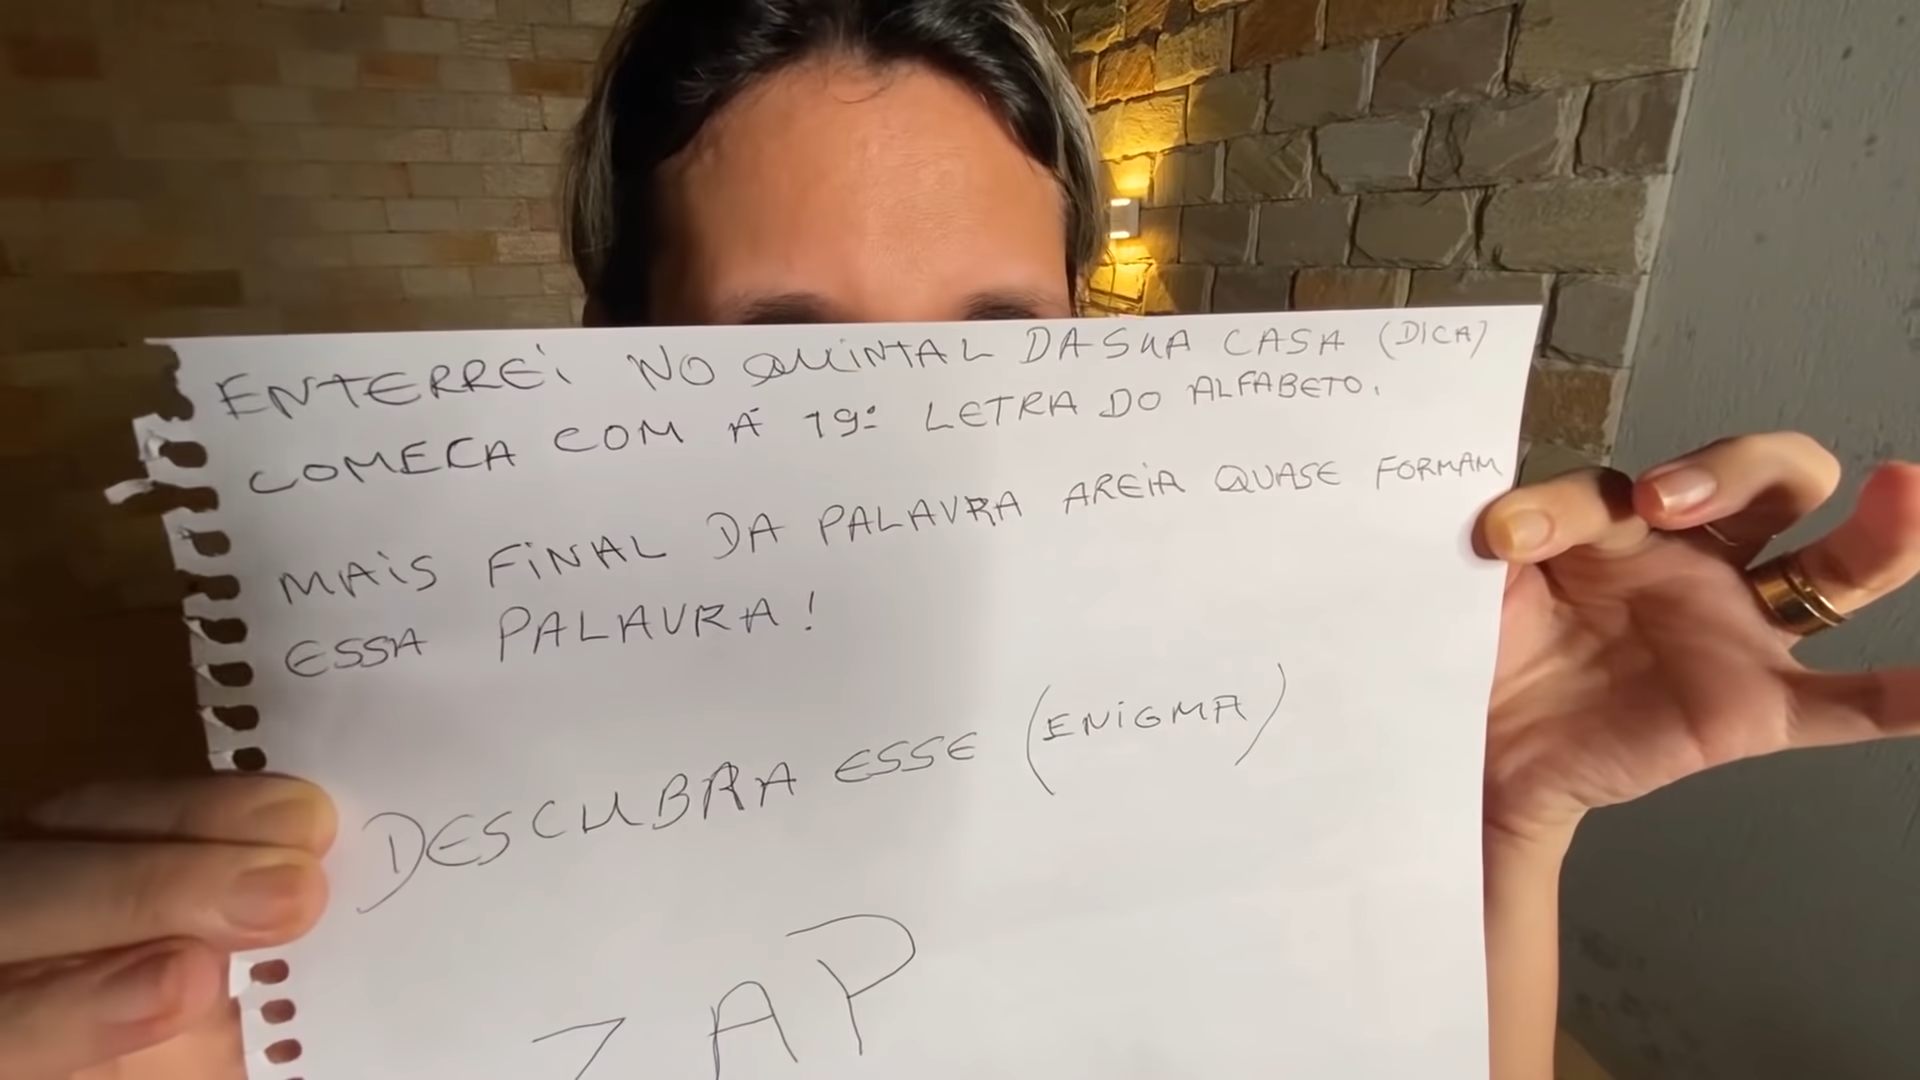 ENTERREI NO QUINTAL DA SUA CASA (DICA)
COMECA COM A 19ª LETRA DO ALFABETO.
MAIS FINAL DA PALAVRA AREIA QUASE FORMAM
ESSA PALAVRA!
DESCUBRA ESSE (ENIGMA)
ZAP